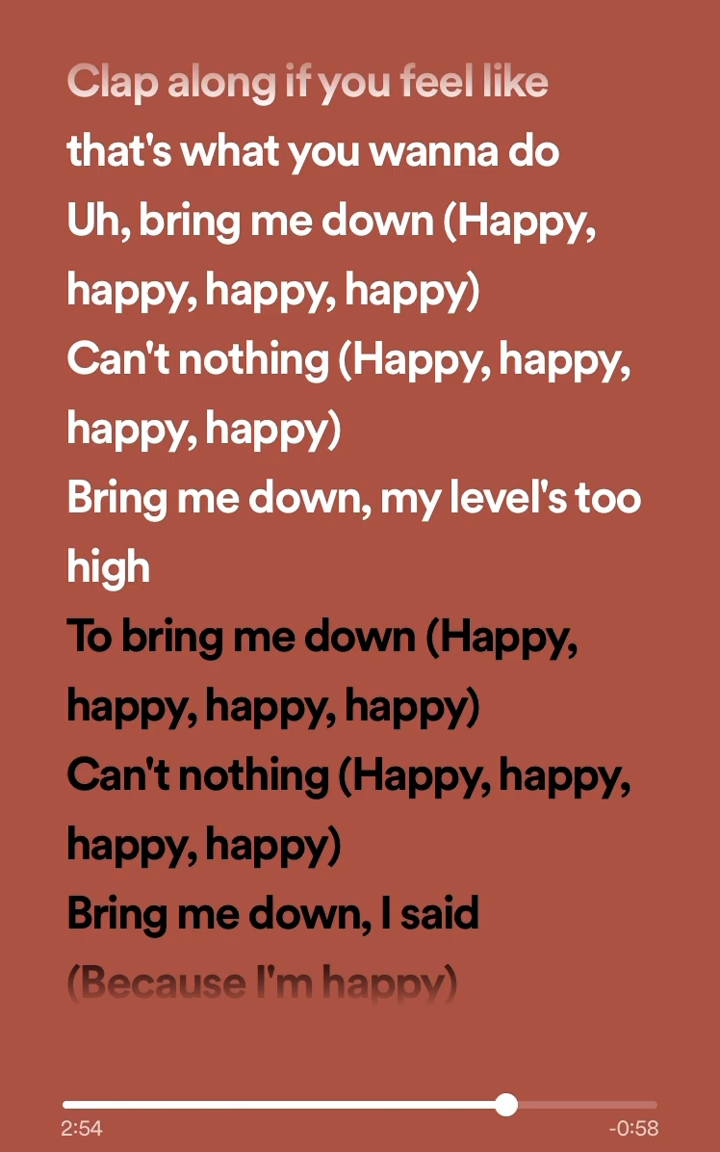 Clap along if you feel like
that's what you wanna do
Uh, bring me down (Happy,
happy, happy, happy)
Can't nothing (Happy, happy,
happy, happy)
Bring me down, my level's too
high
To bring me down (Happy,
happy, happy, happy)
Can't nothing (Happy, happy,
happy, happy)
Bring me down, I said
(Because I'm happy)
2:54 -0:58